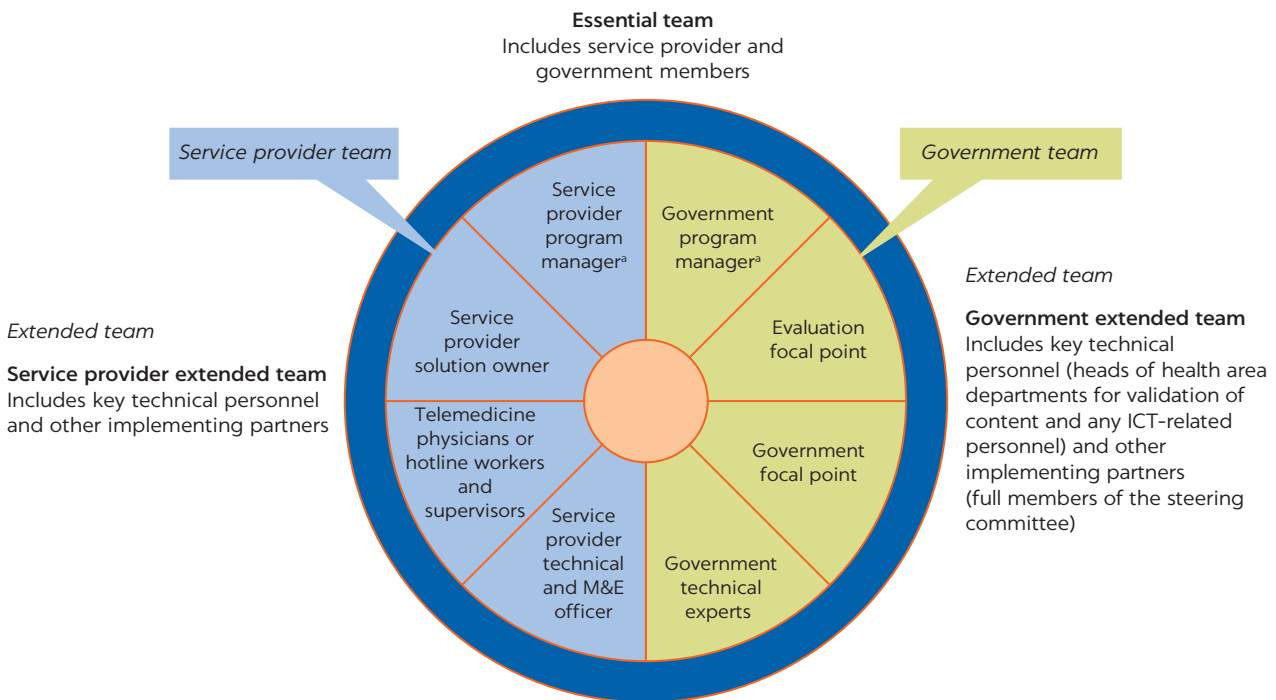 Essential team
Includes service provider and
government members
Service provider team
Government team
Service
provider
program
managerᵃ
Government
program
managerᵃ
Service
provider
solution owner
Evaluation
focal point
Telemedicine
physicians or
hotline workers
and
supervisors
Government
focal point
Service
provider
technical
and M&E
officer
Government
technical
experts
Extended team
Service provider extended team
Includes key technical personnel
and other implementing partners
Extended team
Government extended team
Includes key technical
personnel (heads of health area
departments for validation of
content and any ICT-related
personnel) and other
implementing partners
(full members of the steering
committee)